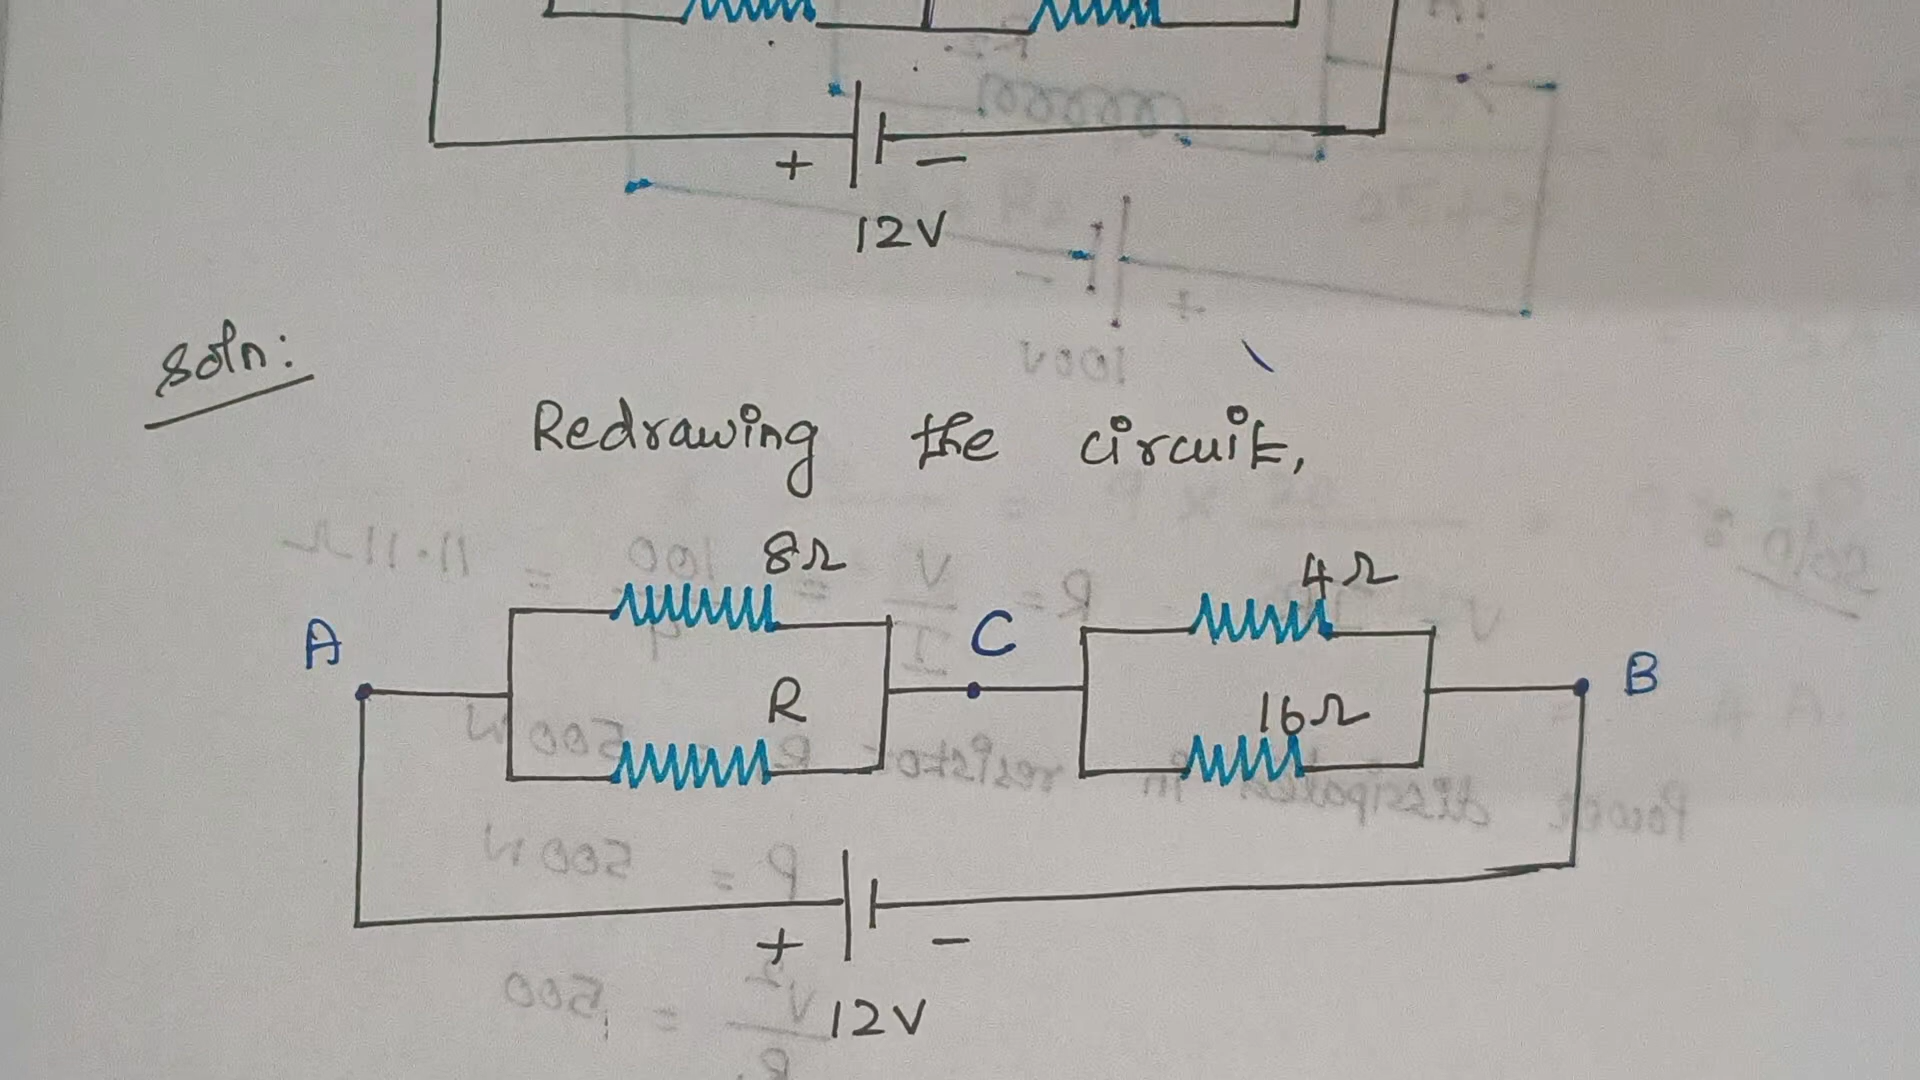 + −
12V
soln:
Redrawing the circuit,
8Ω 4Ω
A C B
R 16Ω
+ −
12V